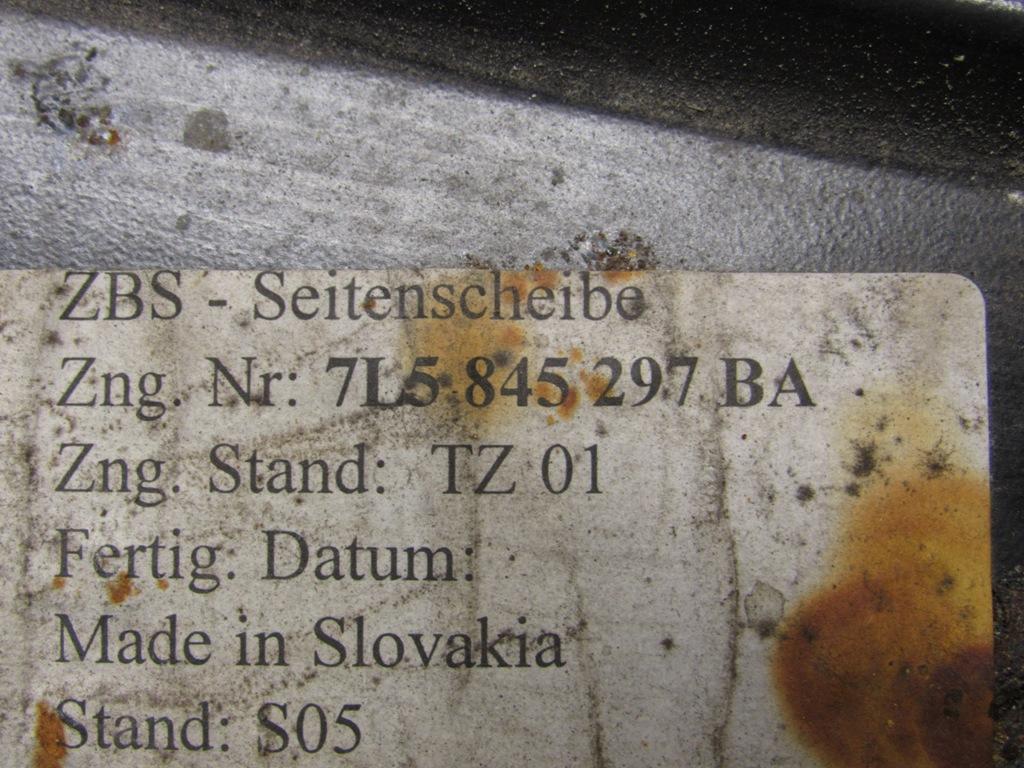 ZBS - Seitenscheibe
Zng. Nr: 7L5 845 297 BA
Zng. Stand: TZ 01
Fertig. Datum:
Made in Slovakia
Stand: S05